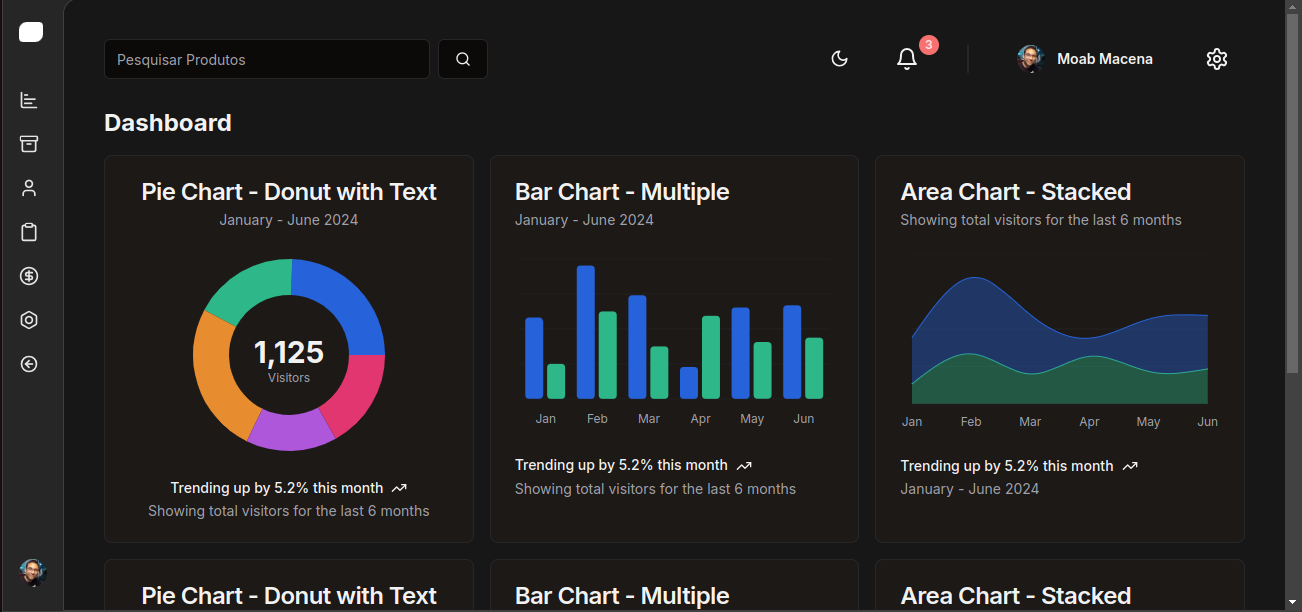 Pesquisar Produtos
3
Moab Macena
Dashboard
Pie Chart - Donut with Text
January - June 2024
1,125
Visitors
Trending up by 5.2% this month
Showing total visitors for the last 6 months
Bar Chart - Multiple
January - June 2024
Jan Feb Mar Apr May Jun
Trending up by 5.2% this month
Showing total visitors for the last 6 months
Area Chart - Stacked
Showing total visitors for the last 6 months
Jan Feb Mar Apr May Jun
Trending up by 5.2% this month
January - June 2024
Pie Chart - Donut with Text
Bar Chart - Multiple
Area Chart - Stacked